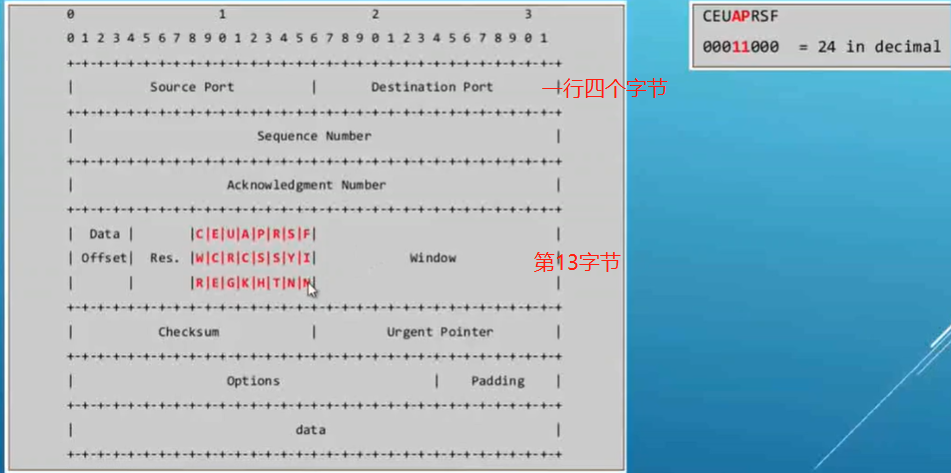 0 1 2 3
0 1 2 3 4 5 6 7 8 9 0 1 2 3 4 5 6 7 8 9 0 1 2 3 4 5 6 7 8 9 0 1
+-+-+-+-+-+-+-+-+-+-+-+-+-+-+-+-+-+-+-+-+-+-+-+-+-+-+-+-+-+-+-+-+
| Source Port | Destination Port |
一行四个字节
+-+-+-+-+-+-+-+-+-+-+-+-+-+-+-+-+-+-+-+-+-+-+-+-+-+-+-+-+-+-+-+-+
| Sequence Number |
+-+-+-+-+-+-+-+-+-+-+-+-+-+-+-+-+-+-+-+-+-+-+-+-+-+-+-+-+-+-+-+-+
| Acknowledgment Number |
+-+-+-+-+-+-+-+-+-+-+-+-+-+-+-+-+-+-+-+-+-+-+-+-+-+-+-+-+-+-+-+-+
| Data | |C|E|U|A|P|R|S|F| |
| Offset| Res. |W|C|R|C|S|S|Y|I| Window |
第13字节
| | |R|E|G|K|H|T|N|N| |
+-+-+-+-+-+-+-+-+-+-+-+-+-+-+-+-+-+-+-+-+-+-+-+-+-+-+-+-+-+-+-+-+
| Checksum | Urgent Pointer |
+-+-+-+-+-+-+-+-+-+-+-+-+-+-+-+-+-+-+-+-+-+-+-+-+-+-+-+-+-+-+-+-+
| Options | Padding |
+-+-+-+-+-+-+-+-+-+-+-+-+-+-+-+-+-+-+-+-+-+-+-+-+-+-+-+-+-+-+-+-+
| data |
+-+-+-+-+-+-+-+-+-+-+-+-+-+-+-+-+-+-+-+-+-+-+-+-+-+-+-+-+-+-+-+-+
CEUAPRSF
00011000 = 24 in decimal